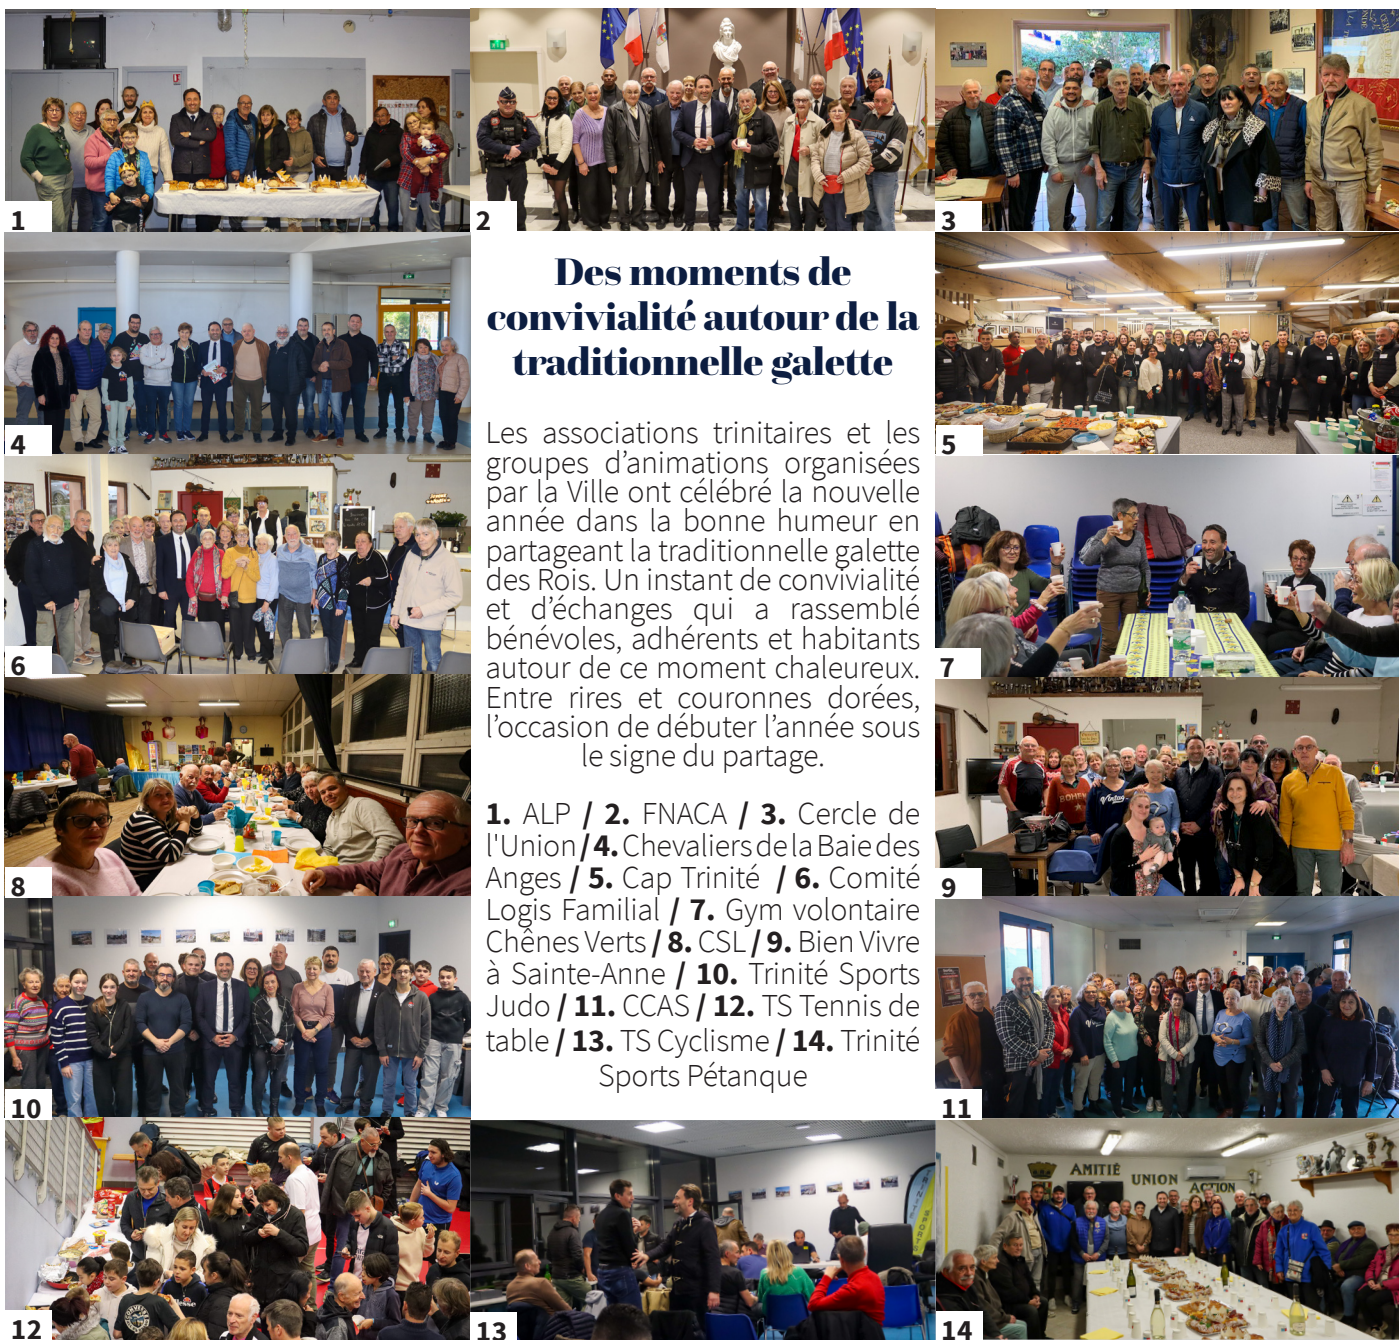 1
2
3
Des moments de
convivialité autour de la
traditionnelle galette
4
5
Les associations trinitaires et les
groupes d’animations organisées
par la Ville ont célébré la nouvelle
année dans la bonne humeur en
partageant la traditionnelle galette
des Rois. Un instant de convivialité
et d’échanges qui a rassemblé
bénévoles, adhérents et habitants
autour de ce moment chaleureux.
Entre rires et couronnes dorées,
l’occasion de débuter l’année sous
le signe du partage.
6
7
8
9
1. ALP / 2. FNACA / 3. Cercle de
l'Union / 4. Chevaliers de la Baie des
Anges / 5. Cap Trinité / 6. Comité
Logis Familial / 7. Gym volontaire
Chênes Verts / 8. CSL / 9. Bien Vivre
à Sainte-Anne / 10. Trinité Sports
Judo / 11. CCAS / 12. TS Tennis de
table / 13. TS Cyclisme / 14. Trinité
Sports Pétanque
10
11
12
13
AMITIÉ
UNION
ACTION
14